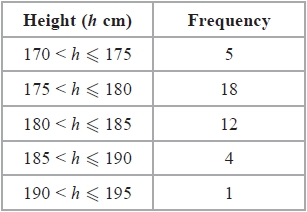 Height (h cm) Frequency
170 < h ⩽ 175 5
175 < h ⩽ 180 18
180 < h ⩽ 185 12
185 < h ⩽ 190 4
190 < h ⩽ 195 1